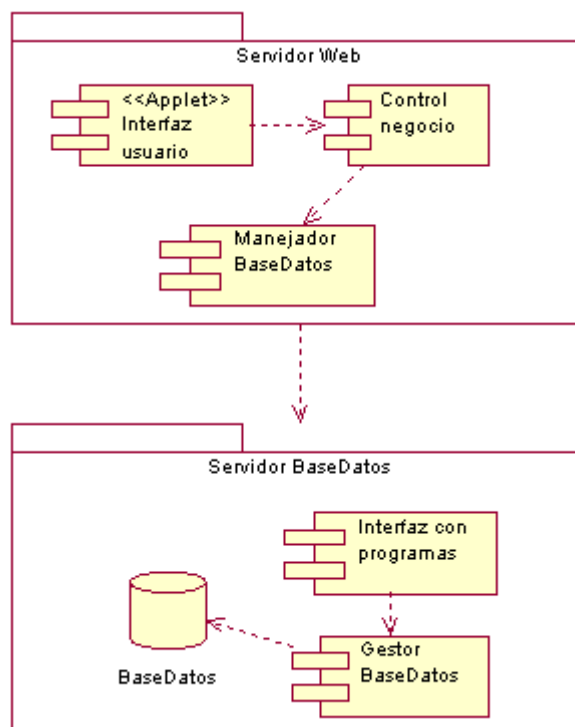 Servidor Web
<<Applet>>
Interfaz
usuario
Control
negocio
Manejador
BaseDatos
Servidor BaseDatos
Interfaz con
programas
BaseDatos
Gestor
BaseDatos